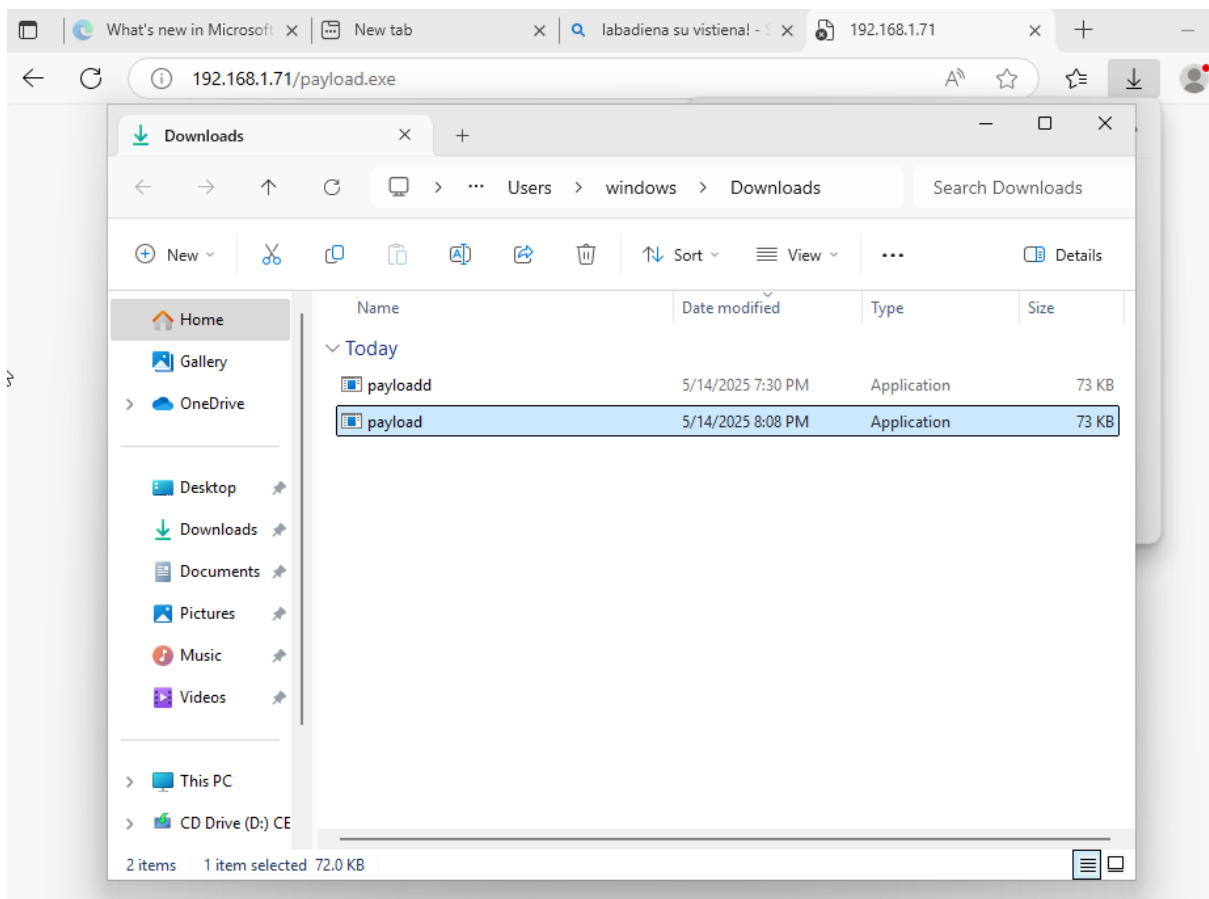 What's new in Microsoft
New tab
labadiena su vistiena! - S
192.168.1.71
192.168.1.71/payload.exe
Downloads
Users > windows > Downloads
Search Downloads
New
Sort
View
Details
Home
Gallery
OneDrive
Desktop
Downloads
Documents
Pictures
Music
Videos
This PC
CD Drive (D:) CE
Name Date modified Type Size
Today
payloadd 5/14/2025 7:30 PM Application 73 KB
payload 5/14/2025 8:08 PM Application 73 KB
2 items 1 item selected 72.0 KB